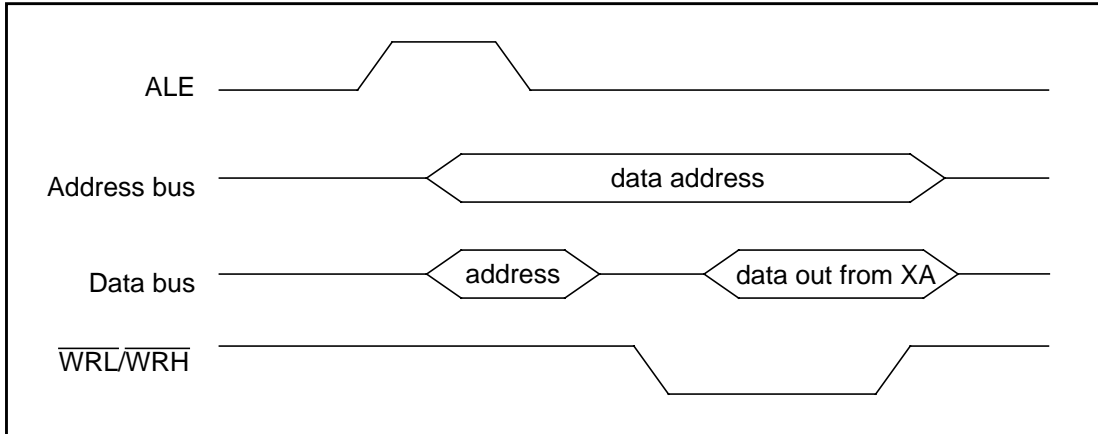 ALE
Address bus
data address
Data bus
address
data out from XA
WRL/WRH